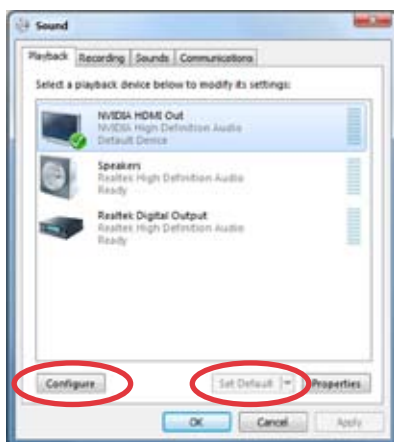 Sound
Playback Recording Sounds Communications
Select a playback device below to modify its settings:
NVIDIA HDMI Out
NVIDIA High Definition Audio
Default Device
Speakers
Realtek High Definition Audio
Ready
Realtek Digital Output
Realtek High Definition Audio
Ready
Configure Set Default Properties
OK Cancel Apply